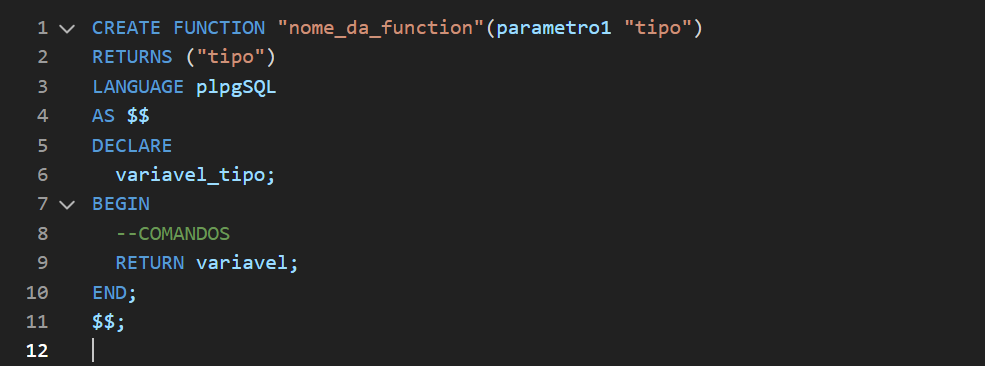 1 CREATE FUNCTION "nome_da_function"(parametro1 "tipo")
2 RETURNS ("tipo")
3 LANGUAGE plpgSQL
4 AS $$
5 DECLARE
6 variavel_tipo;
7 BEGIN
8 --COMANDOS
9 RETURN variavel;
10 END;
11 $$;
12